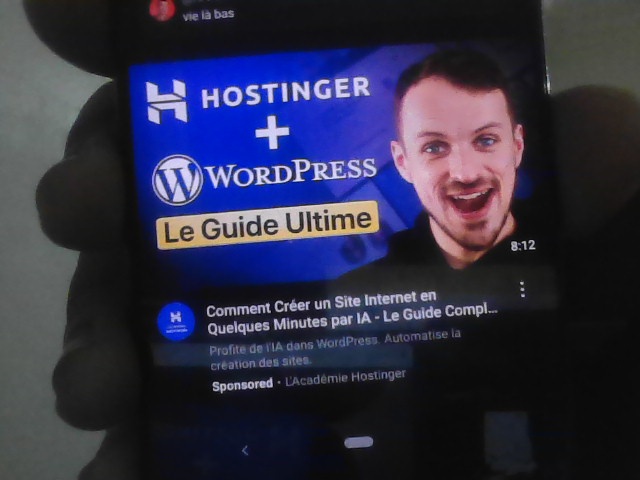 vie là bas
HOSTINGER
+
WORDPRESS
Le Guide Ultime
8:12
Comment Créer un Site Internet en
Quelques Minutes par IA - Le Guide Compl...
Profite de l'IA dans WordPress. Automatise la
création des sites.
Sponsored · L'Académie Hostinger